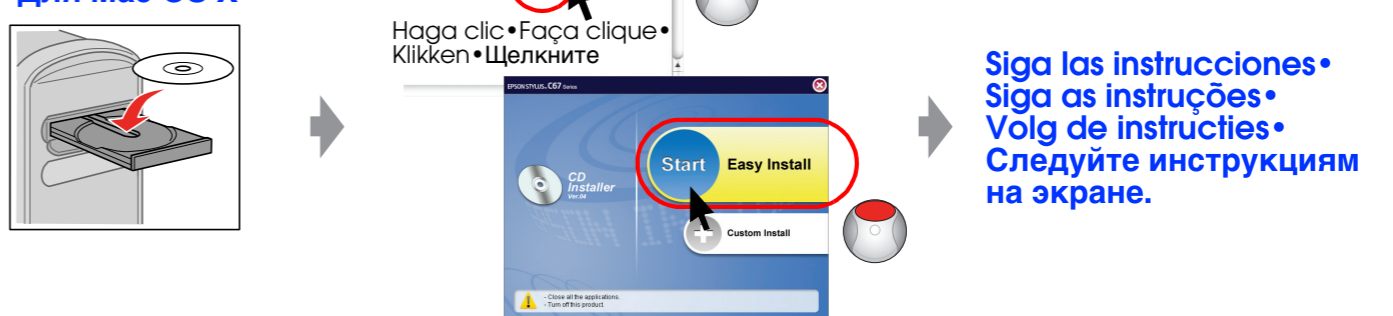 для Mac OS X
Haga clic•Faça clique•
Klikken•Щелкните
EPSON STYLUS C67 Series
Start Easy Install
CD
Installer
Ver.04
Custom Install
- Close all the applications.
- Turn off this product.
Siga las instrucciones•
Siga as instruções•
Volg de instructies•
Следуйте инструкциям
на экране.